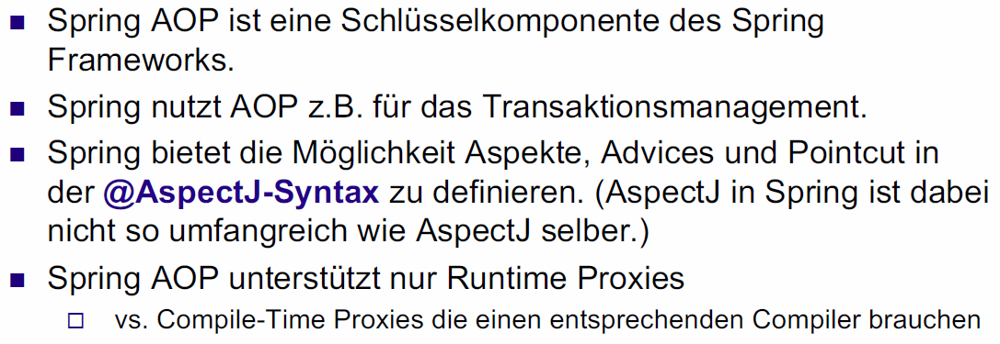 Spring AOP ist eine Schlüsselkomponente des Spring
Frameworks.
Spring nutzt AOP z.B. für das Transaktionsmanagement.
Spring bietet die Möglichkeit Aspekte, Advices und Pointcut in
der @AspectJ-Syntax zu definieren. (AspectJ in Spring ist dabei
nicht so umfangreich wie AspectJ selber.)
Spring AOP unterstützt nur Runtime Proxies
vs. Compile-Time Proxies die einen entsprechenden Compiler brauchen